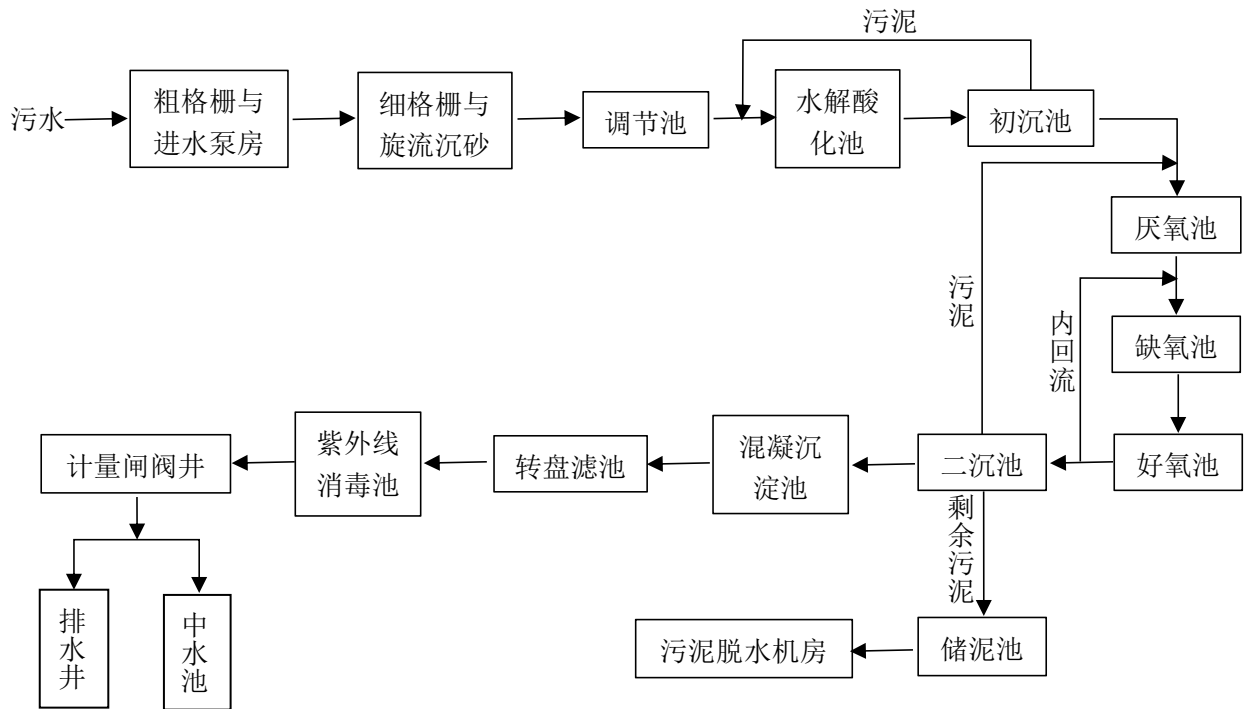 污泥
污水
粗格栅与
进水泵房
细格栅与
旋流沉砂
调节池
水解酸
化池
初沉池
厌氧池
污泥
内回流
缺氧池
好氧池
二沉池
混凝沉
淀池
转盘滤池
紫外线
消毒池
计量闸阀井
排水井
中水池
剩余污泥
储泥池
污泥脱水机房